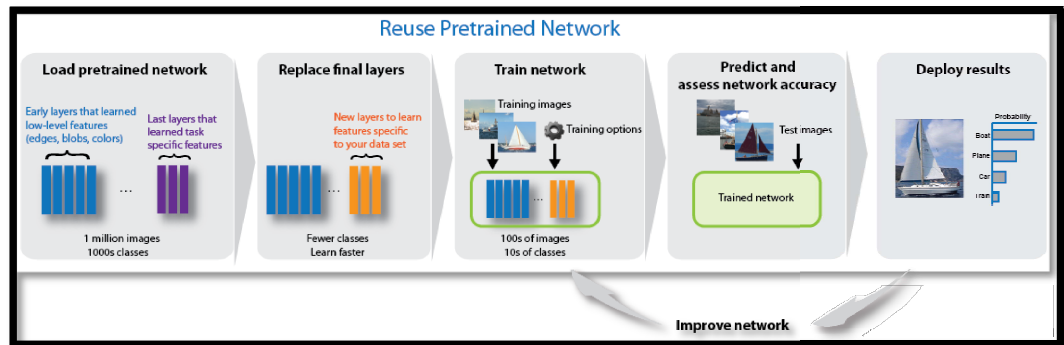 Reuse Pretrained Network
Load pretrained network
Early layers that learned
low-level features
(edges, blobs, colors)
Last layers that
learned task
specific features
...
1 million images
1000s classes
Replace final layers
New layers to learn
features specific
to your data set
...
Fewer classes
Learn faster
Train network
Training images
Training options
...
100s of images
10s of classes
Predict and
assess network accuracy
Test images
Trained network
Deploy results
Probability
Boat
Plane
Car
Train
Improve network